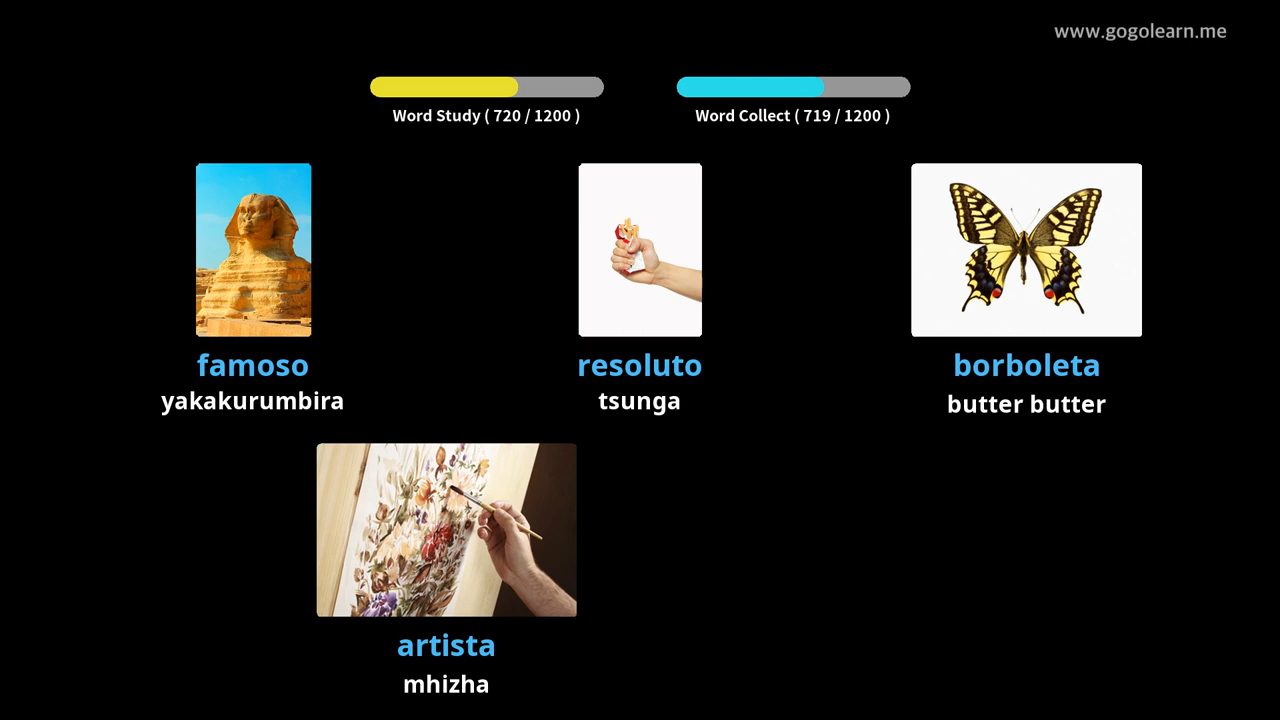 www.gogolearn.me
Word Study ( 720 / 1200 )
Word Collect ( 719 / 1200 )
famoso
yakakurumbira
resoluto
tsunga
borboleta
butter butter
artista
mhizha